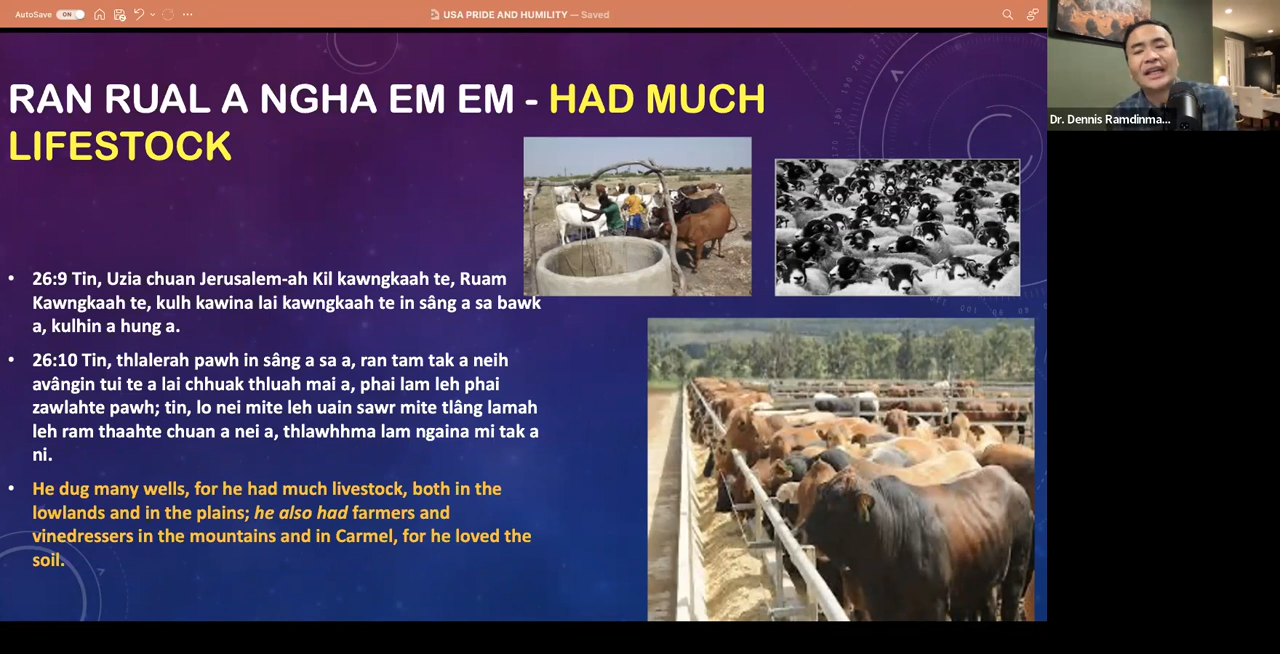 AutoSave ON
USA PRIDE AND HUMILITY — Saved
RAN RUAL A NGHA EM EM - HAD MUCH
LIFESTOCK
• 26:9 Tin, Uzia chuan Jerusalem-ah Kil kawngkaah te, Ruam
Kawngkaah te, kulh kawina lai kawngkaah te in sâng a sa bawk
a, kulhin a hung a.
• 26:10 Tin, thlalerah pawh in sâng a sa a, ran tam tak a neih
avângin tui te a lai chhuak thluah mai a, phai lam leh phai
zawlahte pawh; tin, lo nei mite leh uain sawr mite tlâng lamah
leh ram thaahte chuan a nei a, thlawhhma lam ngaina mi tak a
ni.
• He dug many wells, for he had much livestock, both in the
lowlands and in the plains; he also had farmers and
vinedressers in the mountains and in Carmel, for he loved the
soil.
Dr. Dennis Ramdinma...